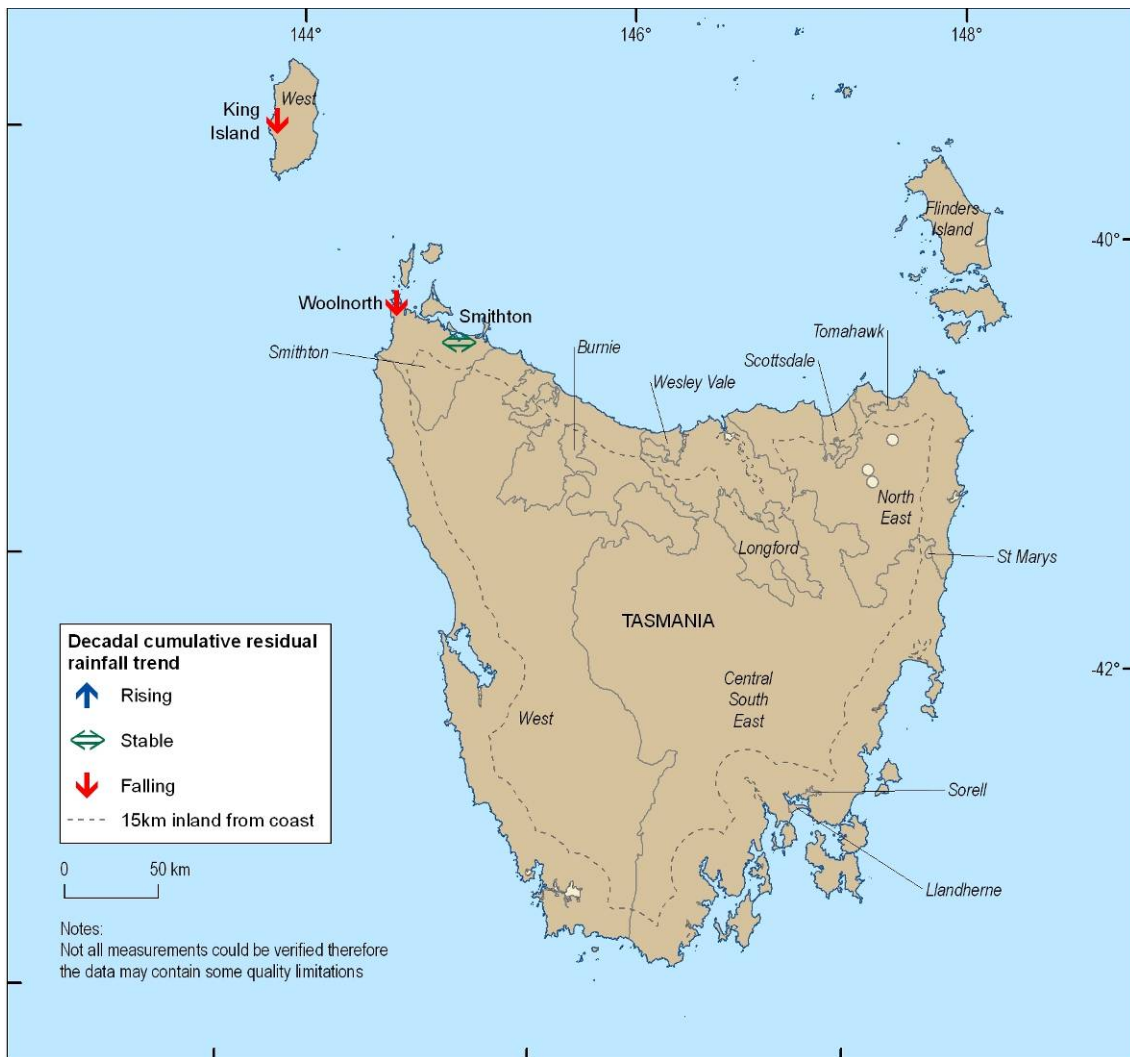 144°
146°
148°
King
Island
West
Flinders
Island
-40°
Woolnorth
Smithton
Smithton
Burnie
Wesley Vale
Scottsdale
Tomahawk
North
East
Longford
St Marys
TASMANIA
-42°
Central
South
East
West
Sorell
Llandherne
Decadal cumulative residual
rainfall trend
Rising
Stable
Falling
15km inland from coast
0
50 km
Notes:
Not all measurements could be verified therefore
the data may contain some quality limitations